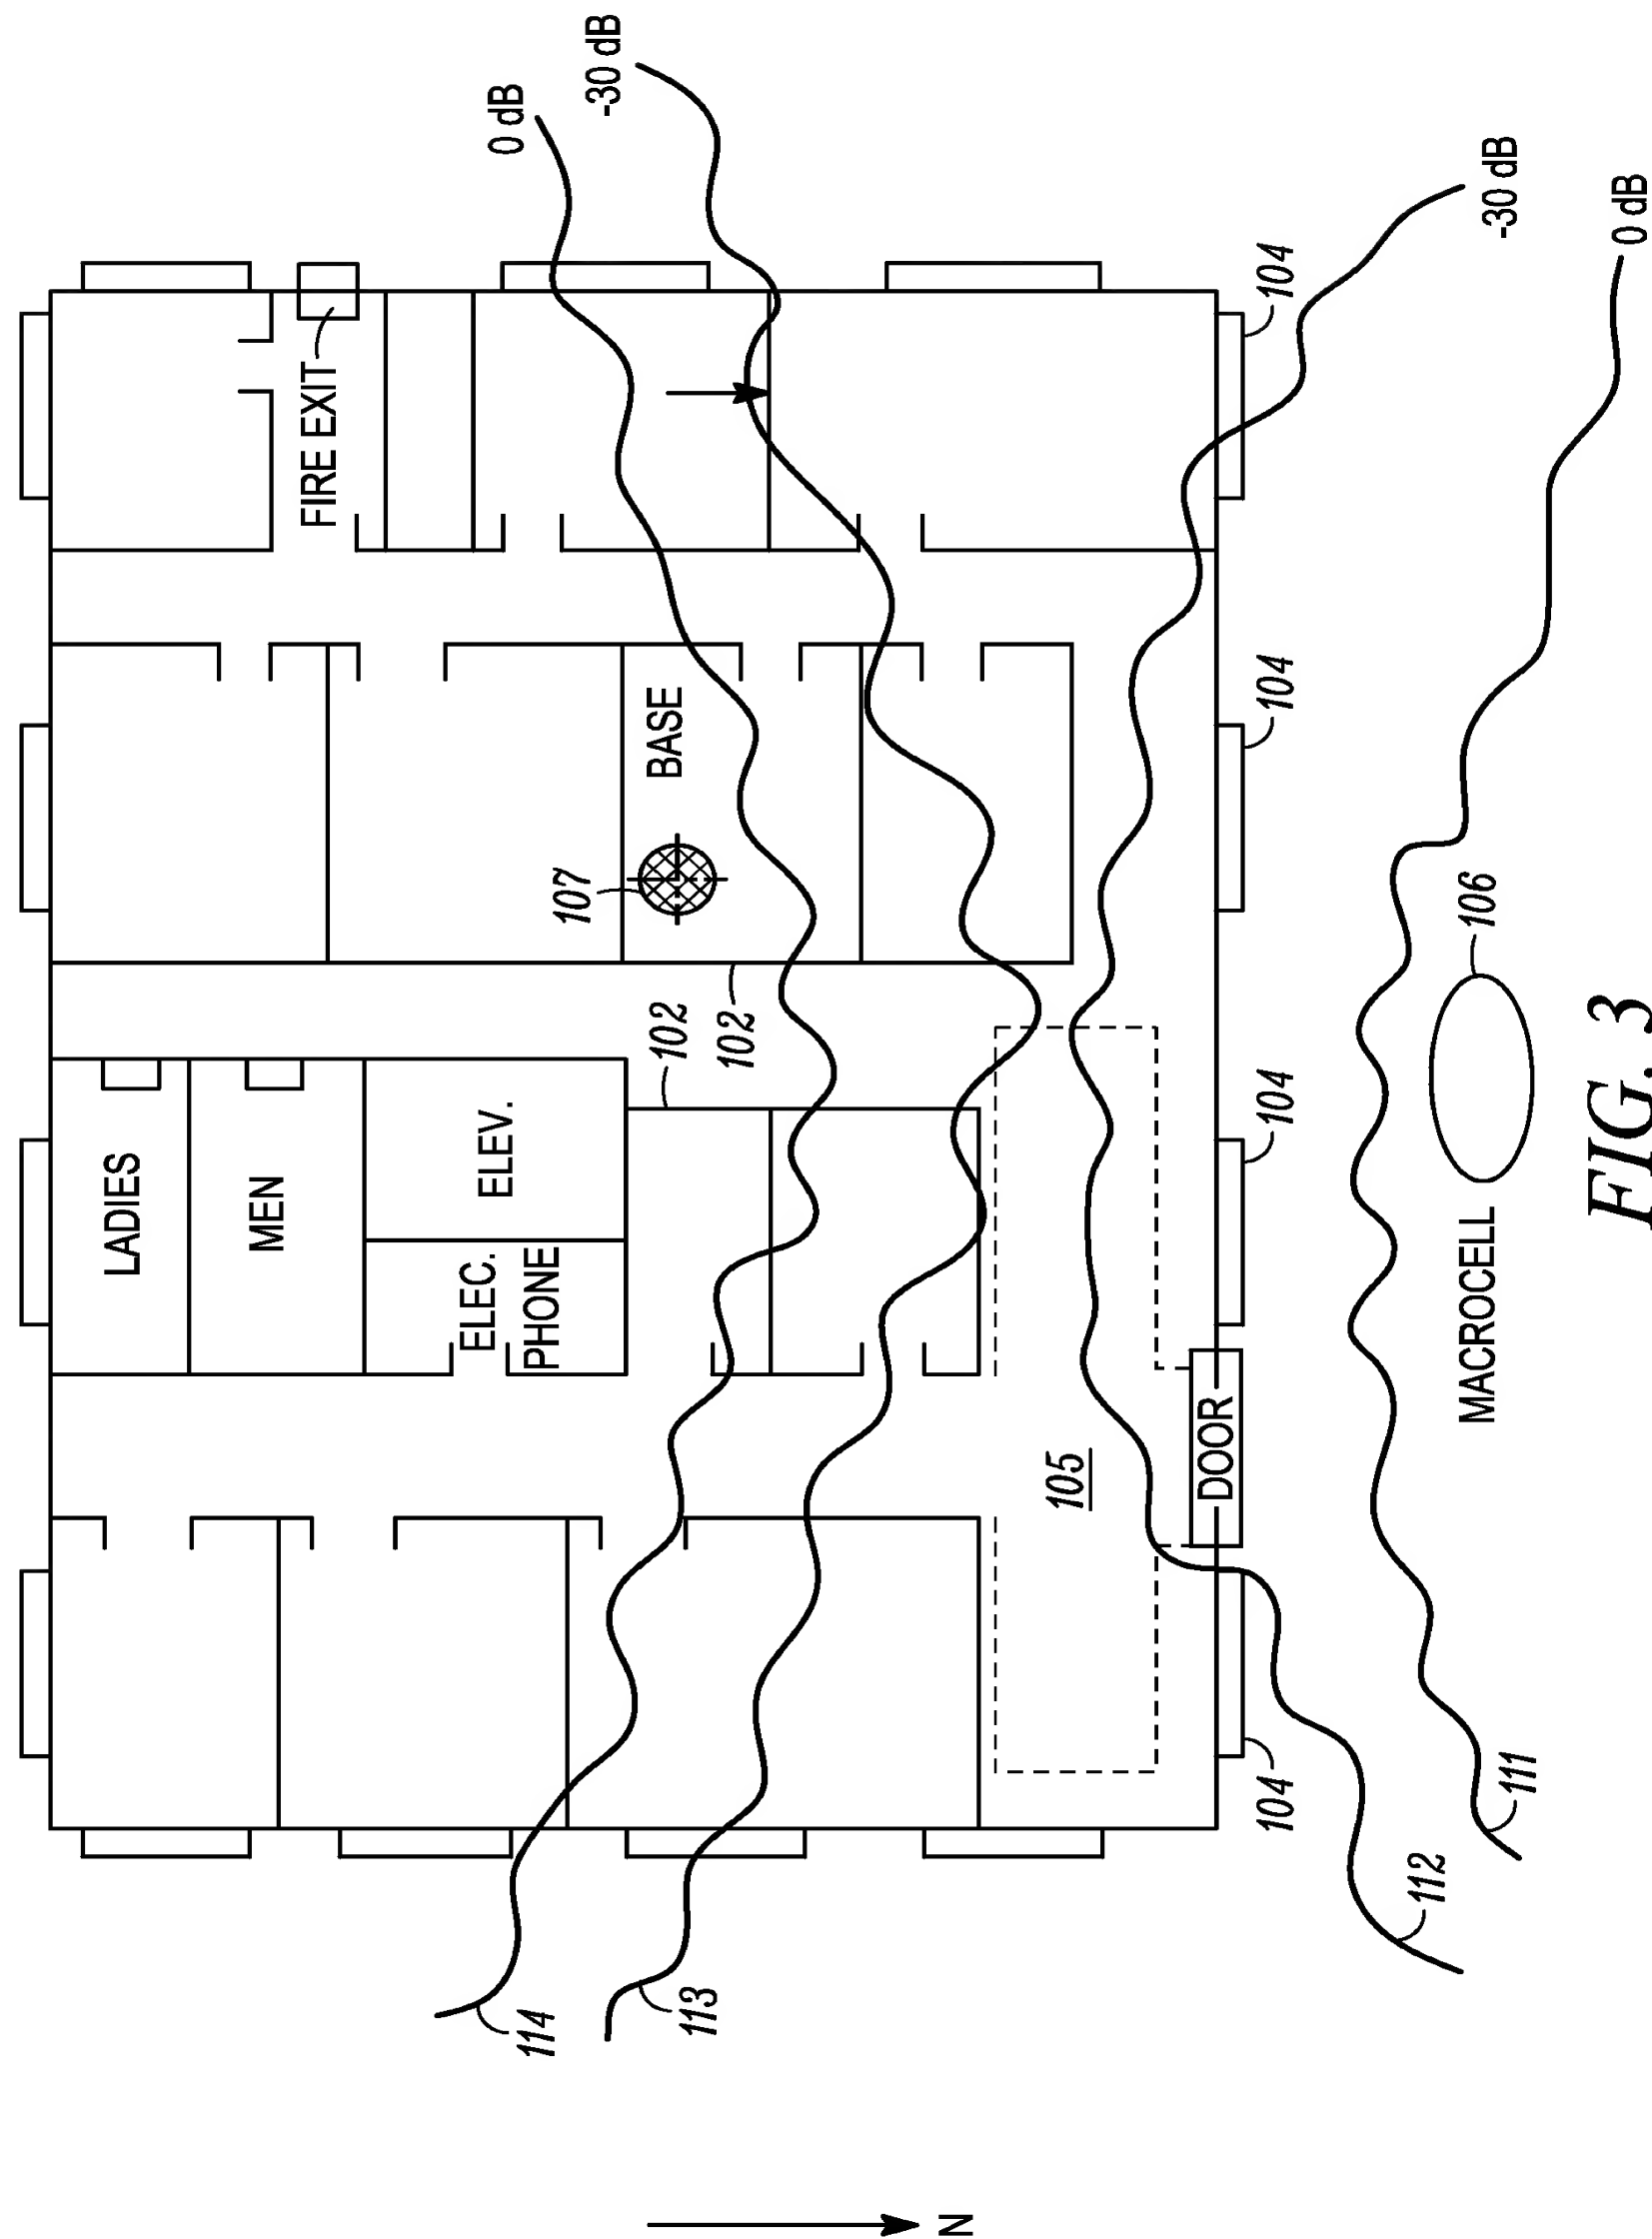 0 dB
-30 dB
-30 dB
0 dB
FIRE EXIT
104
104
BASE
107
106
102
102
LADIES
MEN
ELEV.
ELEC.
PHONE
104
MACROCELL
DOOR
105
104
111
112
113
114
N
FIG. 3